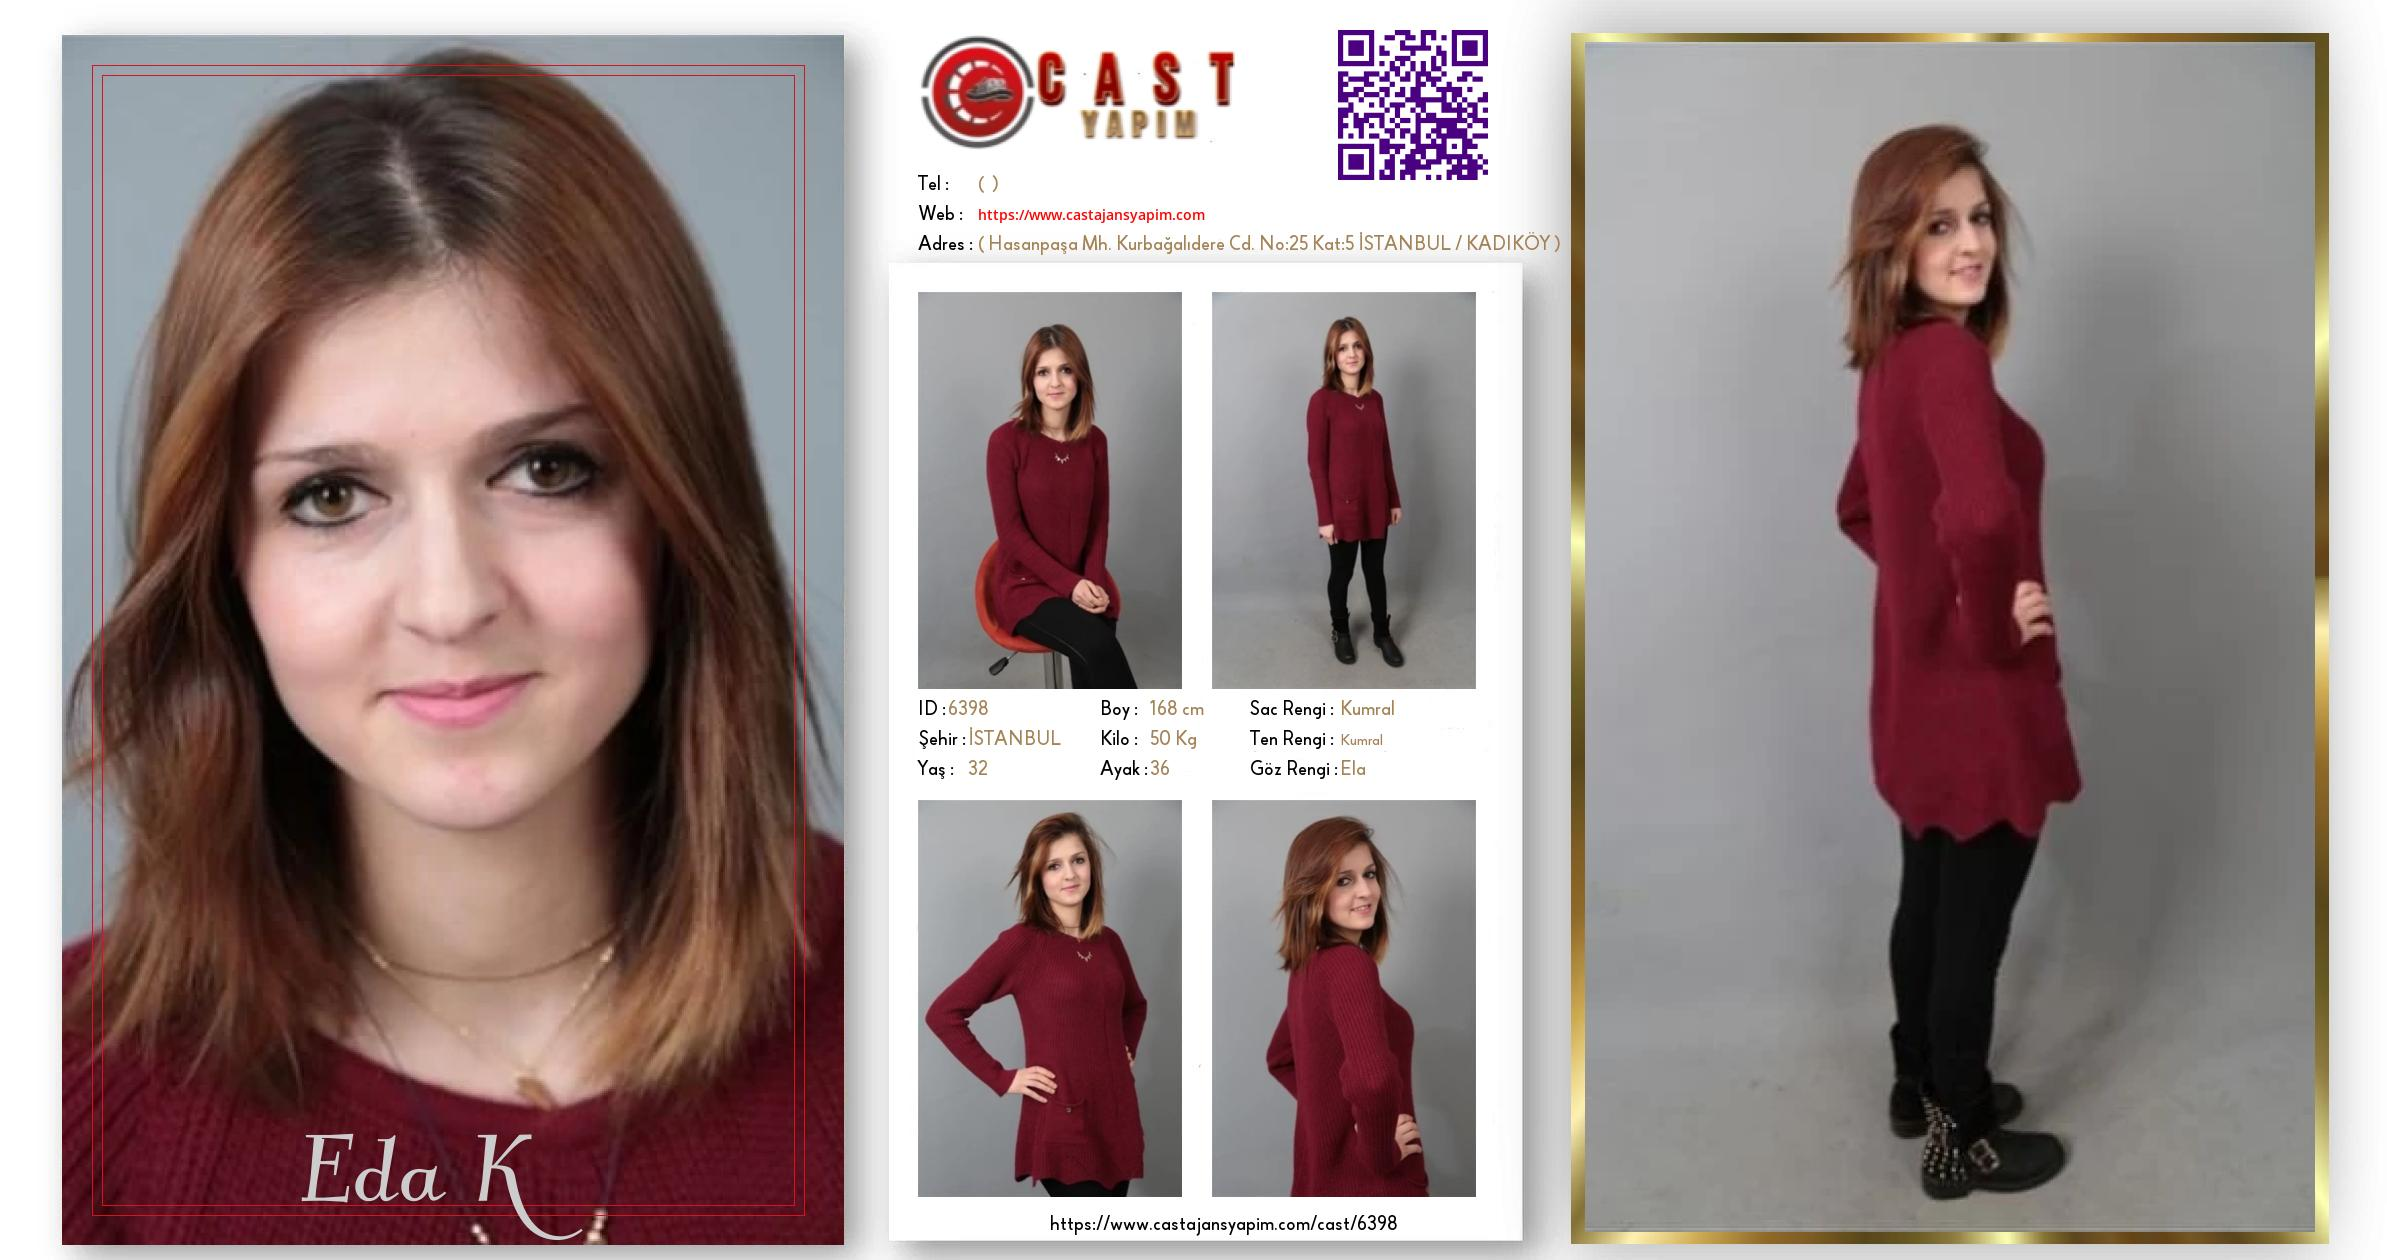 Eda K
CAST
YAPIM
Tel : ( )
Web : https://www.castajansyapim.com
Adres : ( Hasanpaşa Mh. Kurbağalıdere Cd. No:25 Kat:5 İSTANBUL / KADIKÖY )
ID : 6398 Boy : 168 cm Sac Rengi : Kumral
Şehir : İSTANBUL Kilo : 50 Kg Ten Rengi : Kumral
Yaş : 32 Ayak : 36 Göz Rengi : Ela
https://www.castajansyapim.com/cast/6398